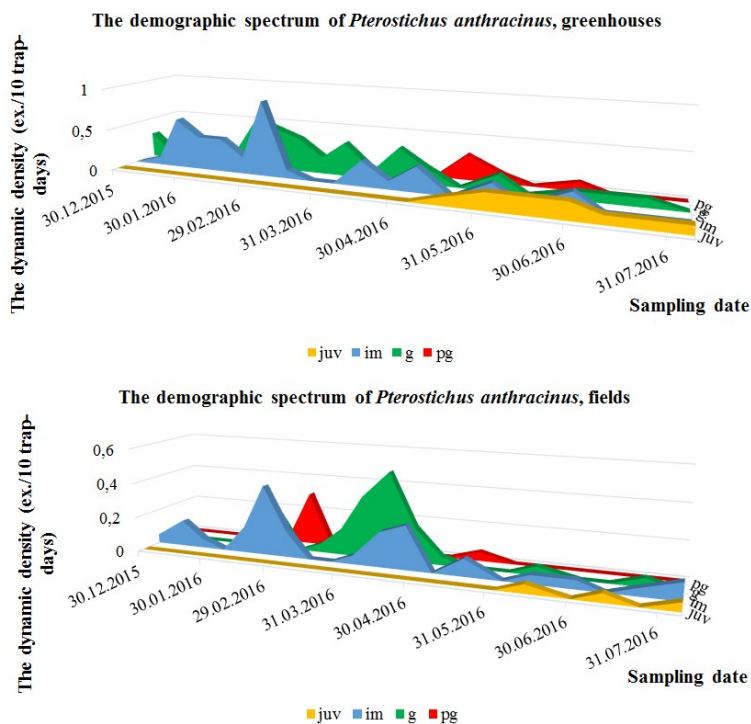 The demographic spectrum of Pterostichus anthracinus, greenhouses
The dynamic density (ex./10 trap-
days)
1
0,5
0
30.12.2015
30.01.2016
29.02.2016
31.03.2016
30.04.2016
31.05.2016
30.06.2016
31.07.2016
pg
g
im
juv
Sampling date
juv im g pg
The demographic spectrum of Pterostichus anthracinus, fields
The dynamic density (ex./10 trap-
days)
0,6
0,4
0,2
0
30.12.2015
30.01.2016
29.02.2016
31.03.2016
30.04.2016
31.05.2016
30.06.2016
31.07.2016
pg
g
im
juv
Sampling date
juv im g pg